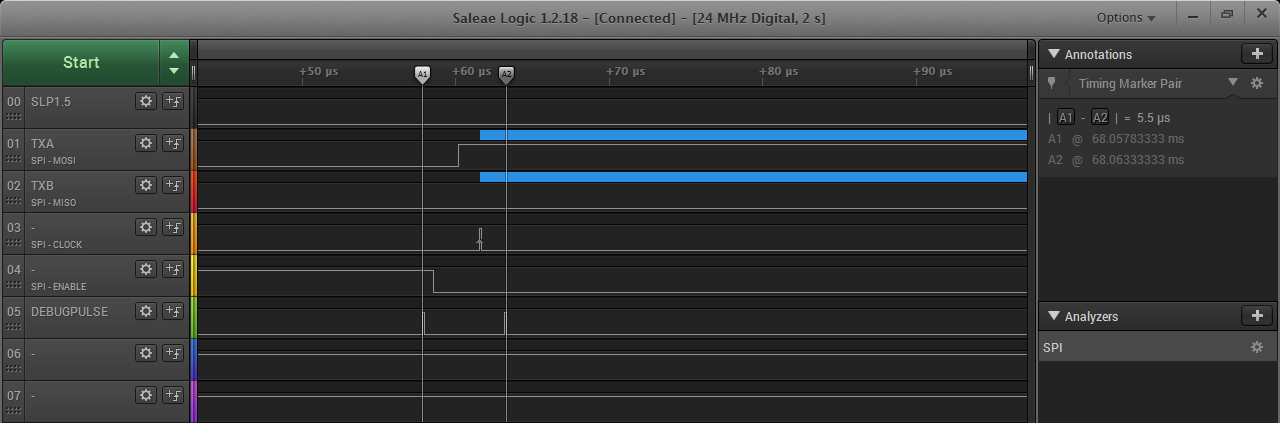 Saleae Logic 1.2.18 – [Connected] – [24 MHz Digital, 2 s]
Options
Start
+50 µs
+60 µs
+70 µs
+80 µs
+90 µs
A1
A2
Annotations
Timing Marker Pair
| A1 - A2 | = 5.5 µs
A1 @ 68.05783333 ms
A2 @ 68.06333333 ms
00 SLP1.5
01 TXA
SPI - MOSI
02 TXB
SPI - MISO
03 -
SPI - CLOCK
04 -
SPI - ENABLE
05 DEBUGPULSE
06 -
07 -
Analyzers
SPI